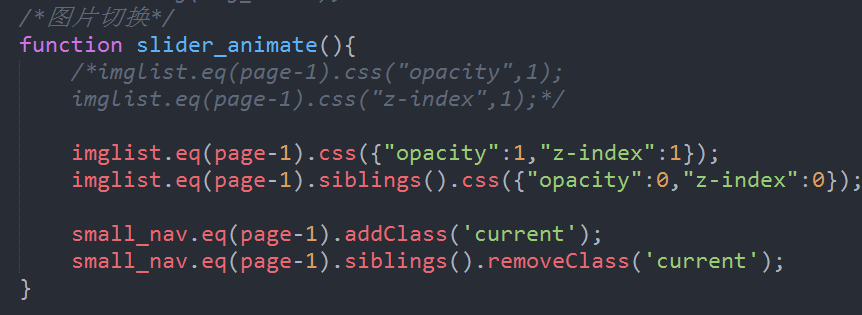 /*图片切换*/
function slider_animate(){
/*imglist.eq(page-1).css("opacity",1);
imglist.eq(page-1).css("z-index",1);*/
imglist.eq(page-1).css({"opacity":1,"z-index":1});
imglist.eq(page-1).siblings().css({"opacity":0,"z-index":0});
small_nav.eq(page-1).addClass('current');
small_nav.eq(page-1).siblings().removeClass('current');
}